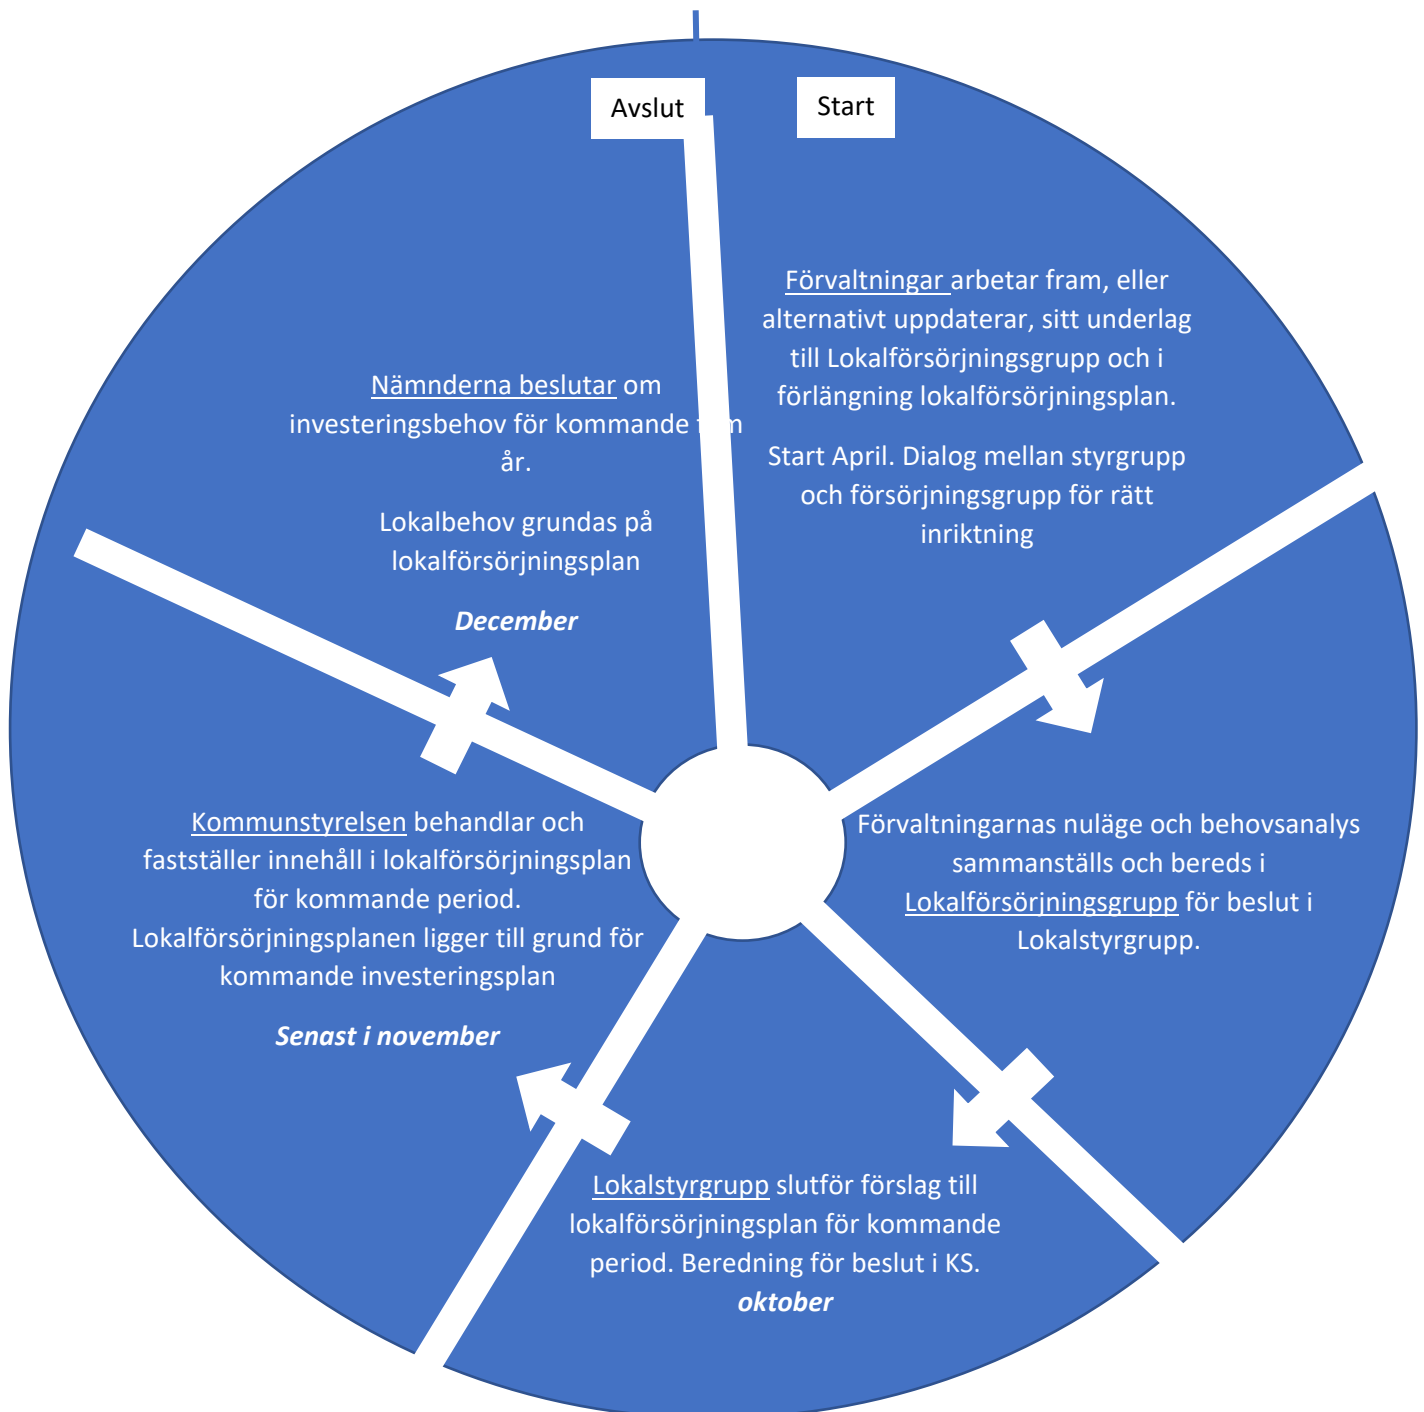 Avslut
Start
Förvaltningar arbetar fram, eller
alternativt uppdaterar, sitt underlag
till Lokalförsörjningsgrupp och i
förlängning lokalförsörjningsplan.
Start April. Dialog mellan styrgrupp
och försörjningsgrupp för rätt
inriktning
Förvaltningarnas nuläge och behovsanalys
sammanställs och bereds i
Lokalförsörjningsgrupp för beslut i
Lokalstyrgrupp.
Lokalstyrgrupp slutför förslag till
lokalförsörjningsplan för kommande
period. Beredning för beslut i KS.
oktober
Kommunstyrelsen behandlar och
fastställer innehåll i lokalförsörjningsplan
för kommande period.
Lokalförsörjningsplanen ligger till grund för
kommande investeringsplan
Senast i november
Nämnderna beslutar om
investeringsbehov för kommande
år.
Lokalbehov grundas på
lokalförsörjningsplan
December